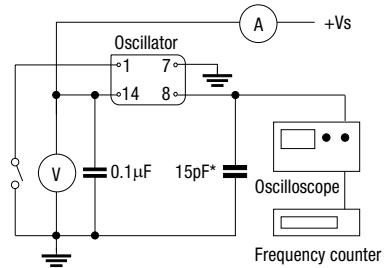 A
+Vs
Oscillator
1 7
14 8
V
0.1µF
15pF*
Oscilloscope
Frequency counter